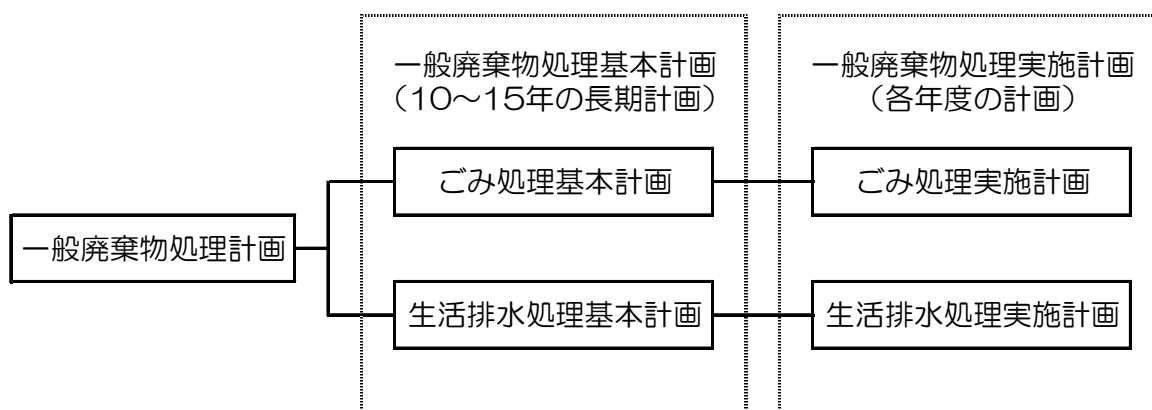 一般廃棄物処理基本計画
（10～15年の長期計画）
一般廃棄物処理実施計画
（各年度の計画）
ごみ処理基本計画
ごみ処理実施計画
一般廃棄物処理計画
生活排水処理基本計画
生活排水処理実施計画